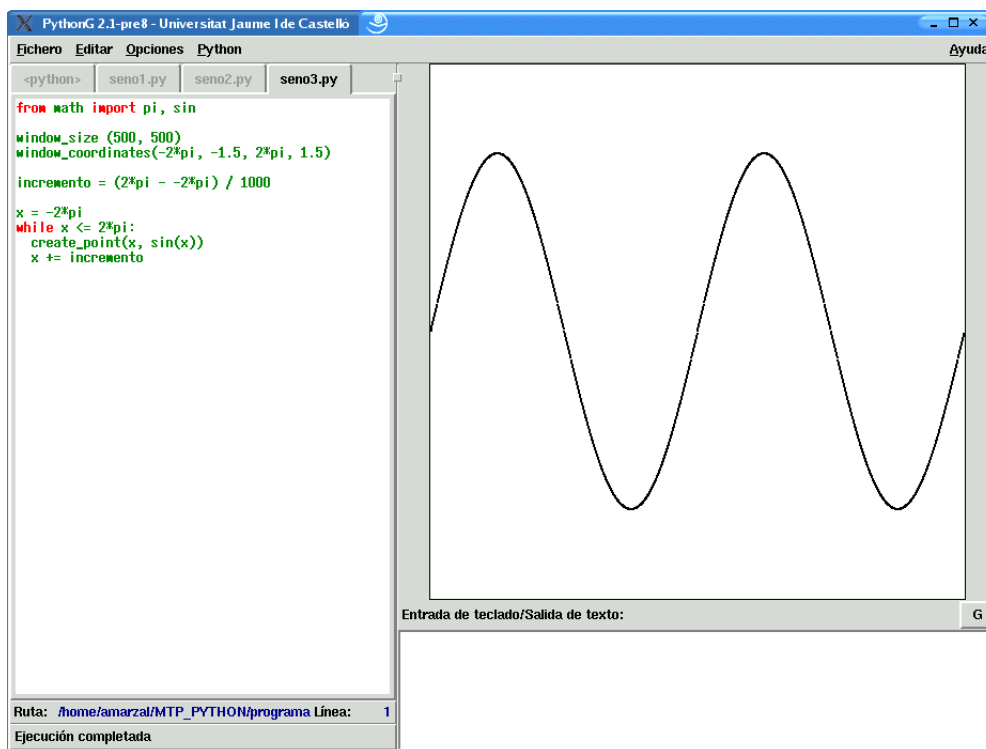 PythonG 2.1-pre8 - Universitat Jaume I de Castelló
Fichero Editar Opciones Python Ayuda
<python> seno1.py seno2.py seno3.py
from math import pi, sin
window_size (500, 500)
window_coordinates(-2*pi, -1.5, 2*pi, 1.5)
incremento = (2*pi - -2*pi) / 1000
x = -2*pi
while x <= 2*pi:
  create_point(x, sin(x))
  x += incremento
Entrada de teclado/Salida de texto: G
Ruta: /home/amarzal/MTP_PYTHON/programa Línea: 1
Ejecución completada